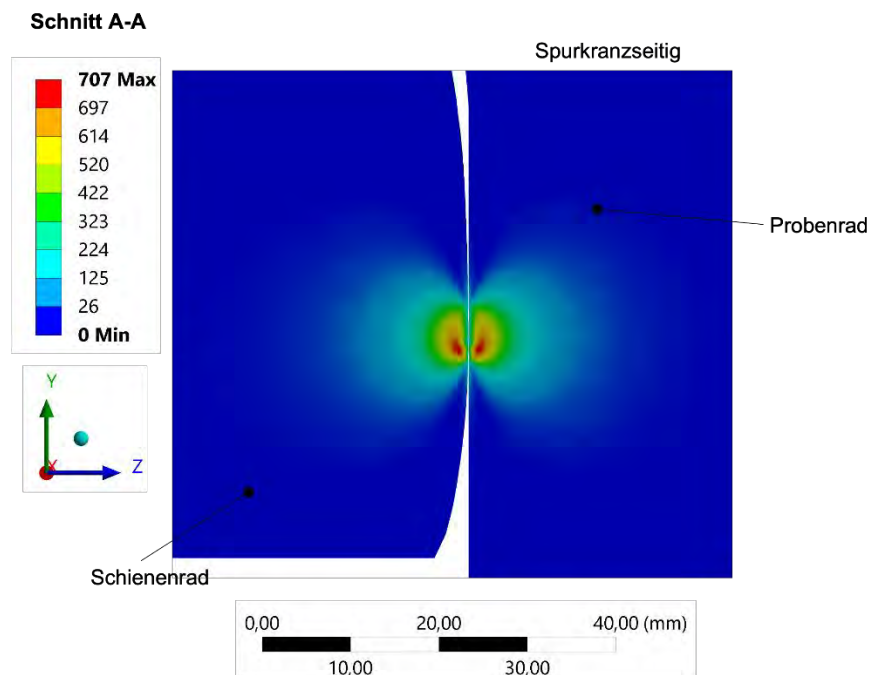 Schnitt A-A
Spurkranzseitig
707 Max
697
614
520
422
323
224
125
26
0 Min
Probenrad
Y
X
Z
Schienenrad
0,00 20,00 40,00 (mm)
10,00 30,00